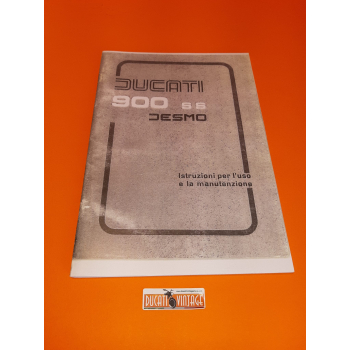 DUCATI
900 S.S
DESMO
Istruzioni per l'uso
e la manutenzione
DUCATI VINTAGE